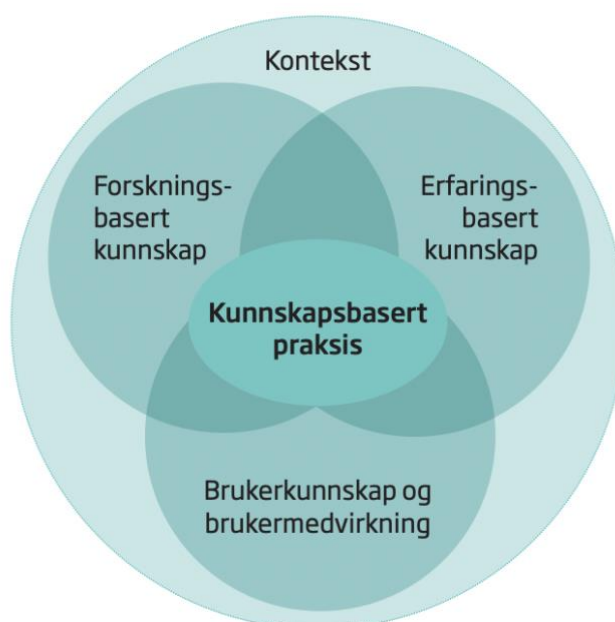 Kontekst
Forsknings-
basert
kunnskap
Erfarings-
basert
kunnskap
Kunnskapsbasert
praksis
Brukerkunnskap og
brukermedvirkning